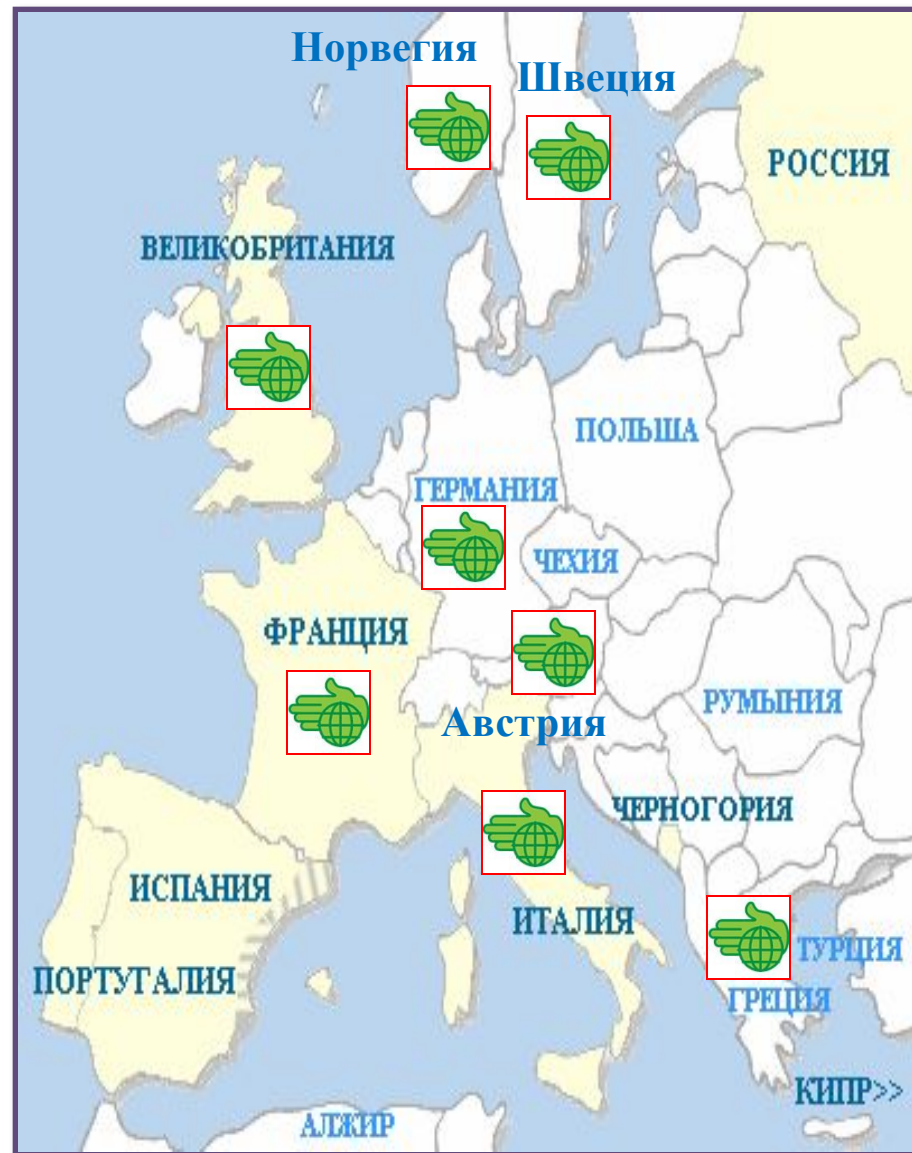 Норвегия
Швеция
РОССИЯ
ВЕЛИКОБРИТАНИЯ
ПОЛЬША
ГЕРМАНИЯ
ЧЕХИЯ
ФРАНЦИЯ
РУМЫНИЯ
Австрия
ЧЕРНОГОРИЯ
ИСПАНИЯ
ИТАЛИЯ
ТУРЦИЯ
ПОРТУГАЛИЯ
ГРЕЦИЯ
КИПР>>
АЛЖИР